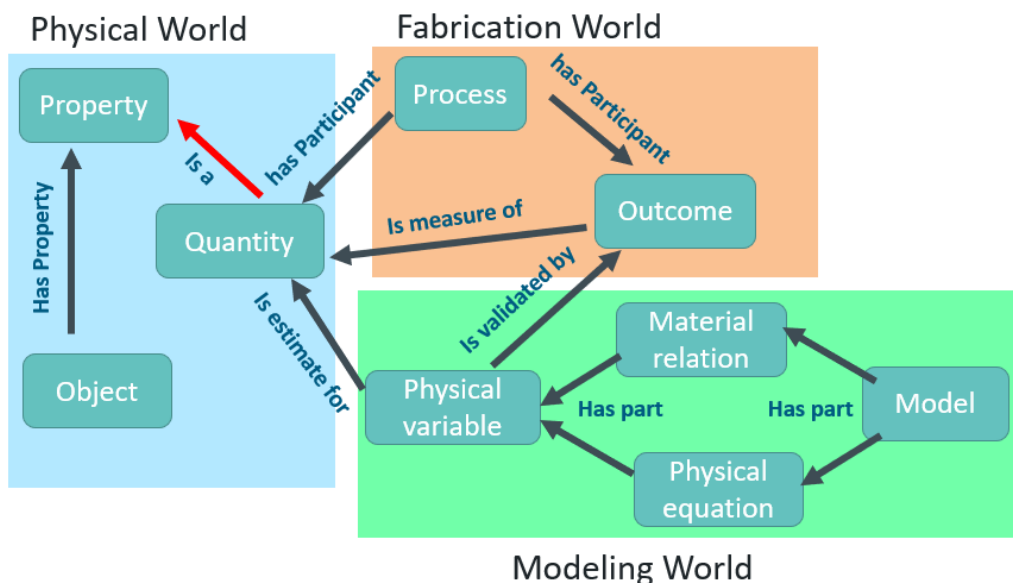 Physical World
Fabrication World
Property
Process
has Participant
has Participant
Is a
Has Property
Quantity
Is measure of
Outcome
Is estimate for
Is validated by
Object
Material
relation
Physical
variable
Has part
Has part
Model
Physical
equation
Modeling World